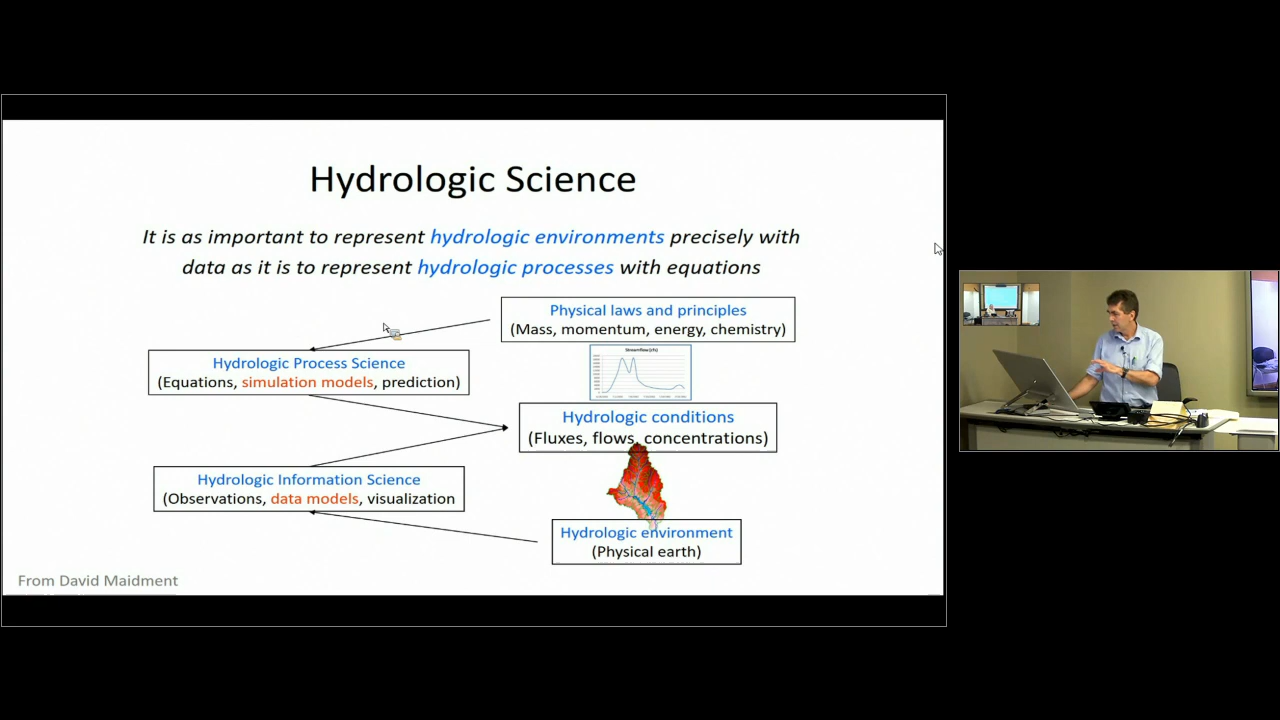 Hydrologic Science
It is as important to represent hydrologic environments precisely with
data as it is to represent hydrologic processes with equations
Physical laws and principles
(Mass, momentum, energy, chemistry)
Streamflow (cfs)
Hydrologic Process Science
(Equations, simulation models, prediction)
Hydrologic conditions
(Fluxes, flows, concentrations)
Hydrologic Information Science
(Observations, data models, visualization
Hydrologic environment
(Physical earth)
From David Maidment